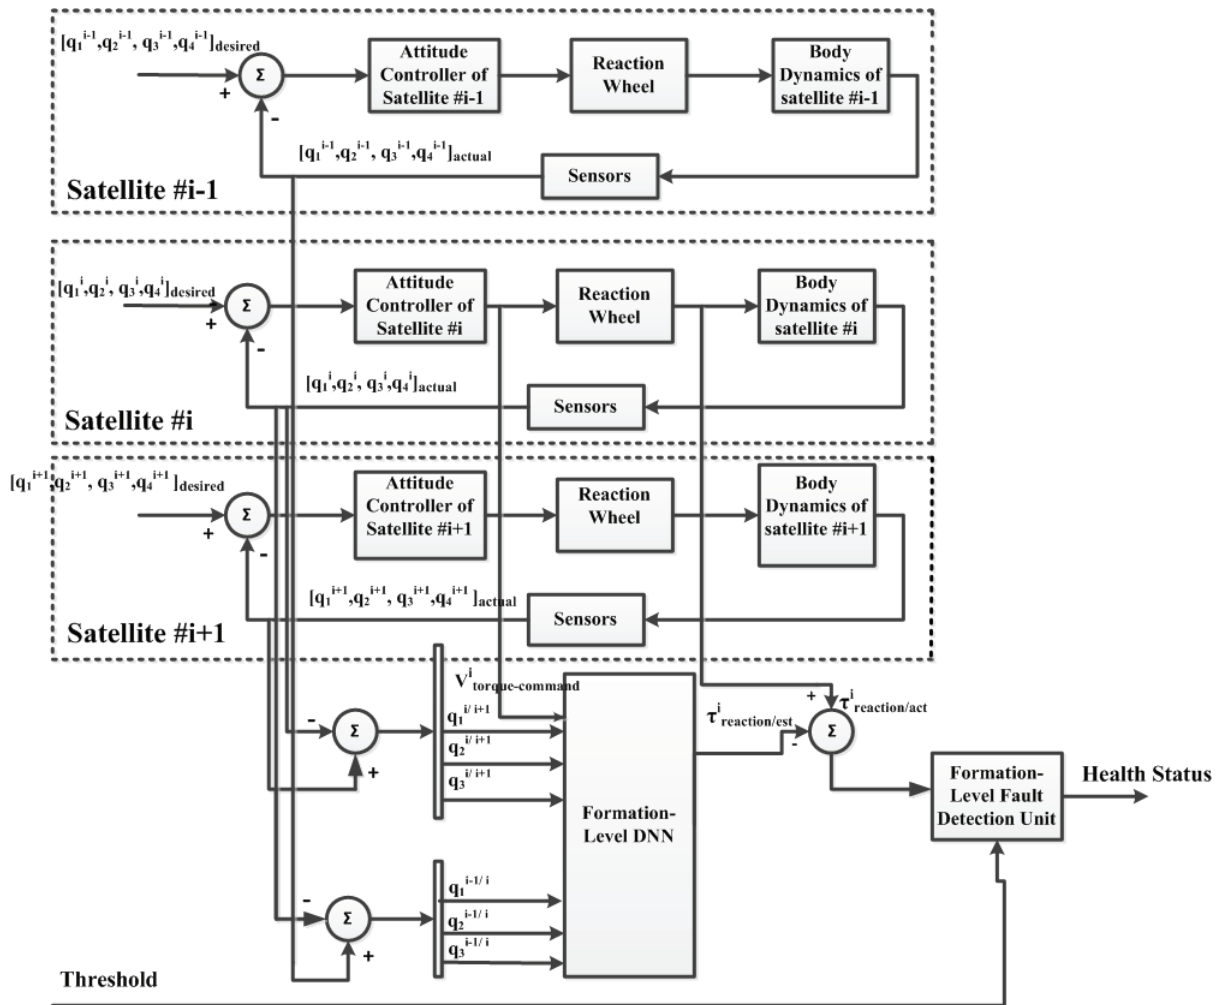 [q₁ⁱ⁻¹,q₂ⁱ⁻¹, q₃ⁱ⁻¹,q₄ⁱ⁻¹]desired
Σ
+
-
Attitude
Controller of
Satellite #i-1
Reaction
Wheel
Body
Dynamics of
satellite #i-1
[q₁ⁱ⁻¹,q₂ⁱ⁻¹, q₃ⁱ⁻¹,q₄ⁱ⁻¹]actual
Sensors
Satellite #i-1
[q₁ⁱ,q₂ⁱ, q₃ⁱ,q₄ⁱ]desired
Σ
+
-
Attitude
Controller of
Satellite #i
Reaction
Wheel
Body
Dynamics of
satellite #i
[q₁ⁱ,q₂ⁱ, q₃ⁱ,q₄ⁱ]actual
Sensors
Satellite #i
[q₁ⁱ⁺¹,q₂ⁱ⁺¹, q₃ⁱ⁺¹,q₄ⁱ⁺¹]desired
Σ
+
-
Attitude
Controller of
Satellite #i+1
Reaction
Wheel
Body
Dynamics of
satellite #i+1
[q₁ⁱ⁺¹,q₂ⁱ⁺¹, q₃ⁱ⁺¹,q₄ⁱ⁺¹]actual
Sensors
Satellite #i+1
-
Σ
+
Vⁱtorque-command
q₁ⁱ/ ⁱ⁺¹
q₂ⁱ/ ⁱ⁺¹
q₃ⁱ/ ⁱ⁺¹
Formation-
Level DNN
τⁱreaction/est
+
τⁱreaction/act
-
Σ
Formation-
Level Fault
Detection Unit
Health Status
-
Σ
+
q₁ⁱ⁻¹/ ⁱ
q₂ⁱ⁻¹/ ⁱ
q₃ⁱ⁻¹/ ⁱ
Threshold